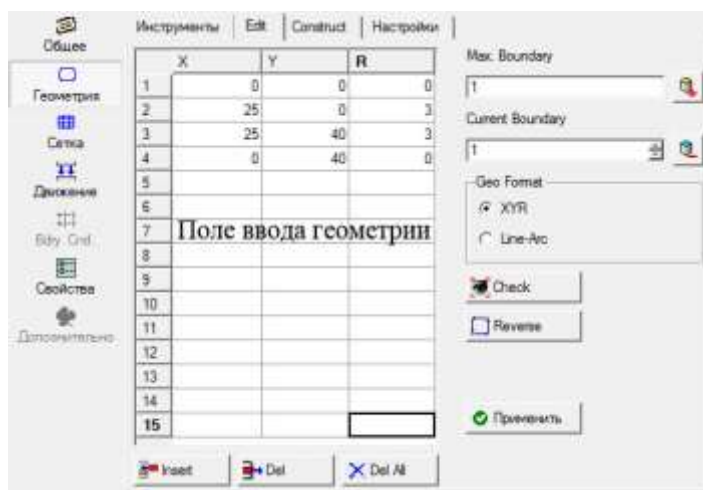 Общее
Геометрия
Сетка
Движение
Bdy. Grid
Свойства
Дополнительно
Инструменты Edit Construct Настройки
X Y R
1 0 0 0
2 25 0 3
3 25 40 3
4 0 40 0
5
6
7
Поле ввода геометрии
8
9
10
11
12
13
14
15
Insert Del Del All
Max. Boundary
1
Current Boundary
1
Geo Format
XYR
Line-Arc
Check
Reverse
Применить